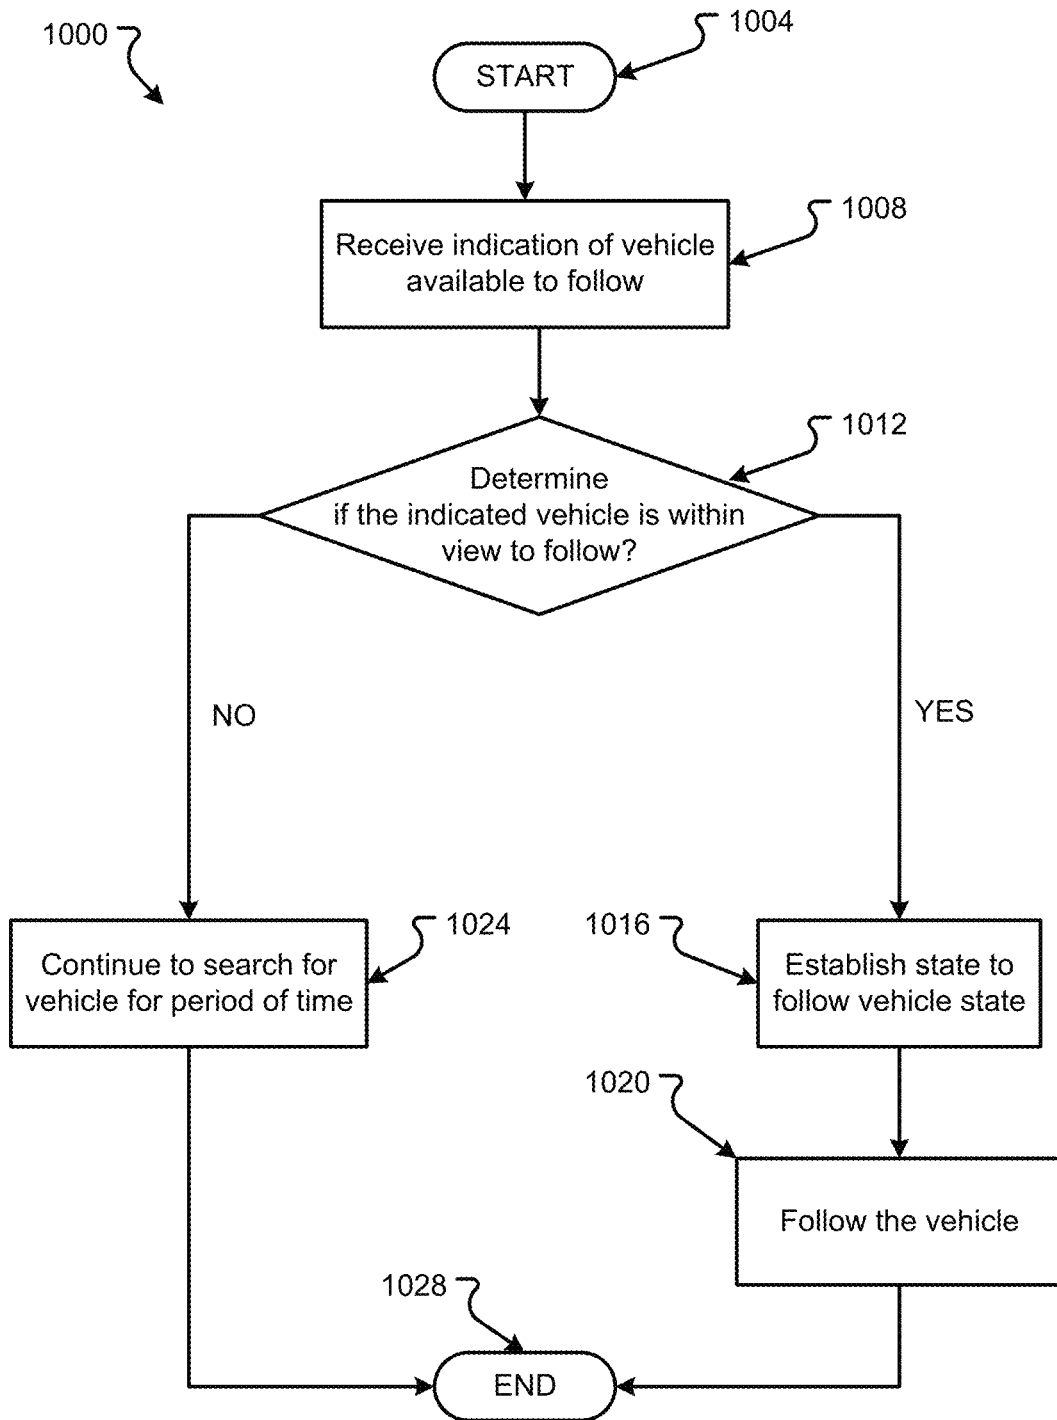 1000
1004
START
1008
Receive indication of vehicle
available to follow
1012
Determine
if the indicated vehicle is within
view to follow?
NO
YES
1024
Continue to search for
vehicle for period of time
1016
Establish state to
follow vehicle state
1020
Follow the vehicle
1028
END